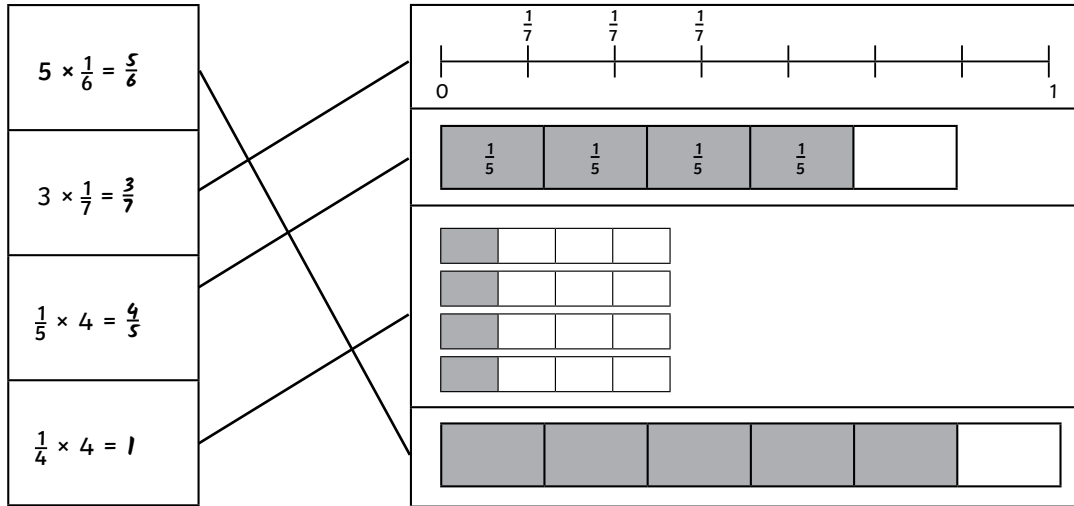 5 × 1/6 = 5/6
3 × 1/7 = 3/7
1/5 × 4 = 4/5
1/4 × 4 = 1
1/7 1/7 1/7
0 1
1/5 1/5 1/5 1/5